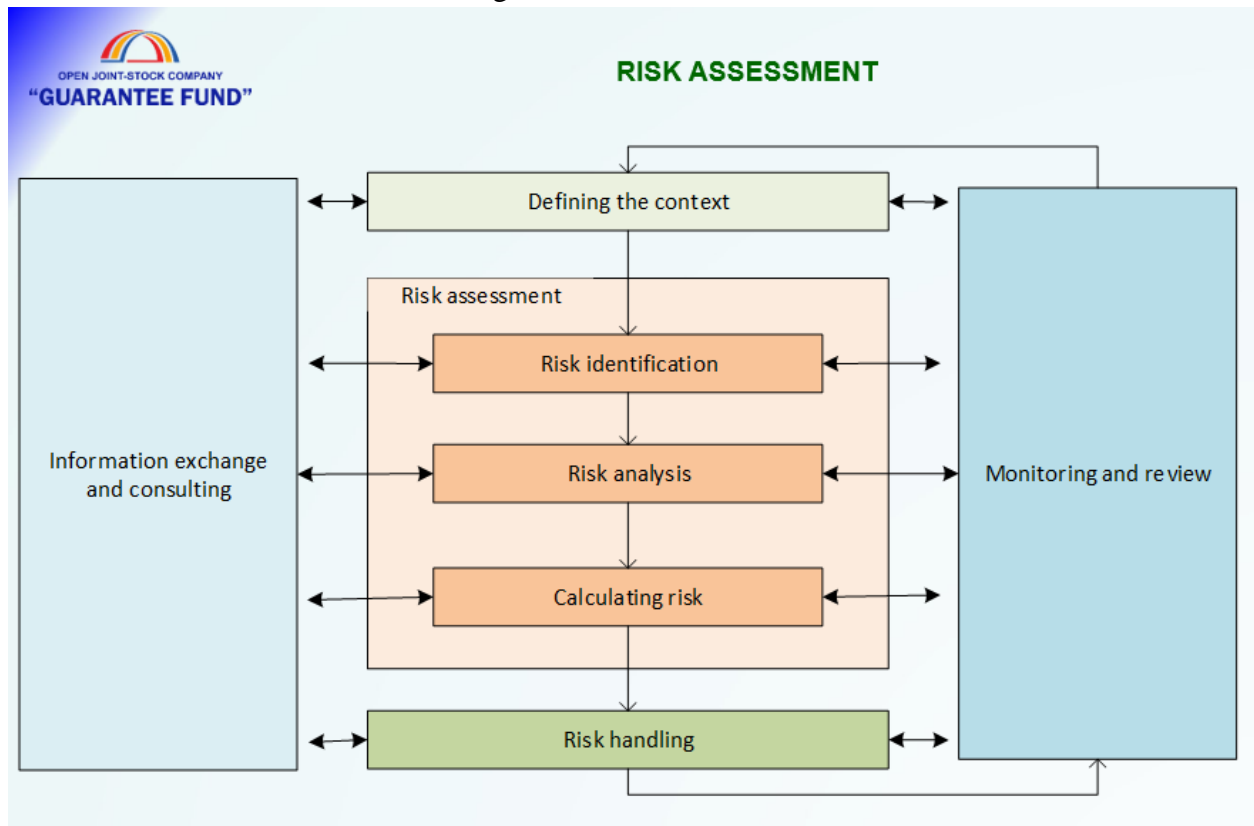 OPEN JOINT-STOCK COMPANY
“GUARANTEE FUND”
RISK ASSESSMENT
Defining the context
Risk assessment
Risk identification
Risk analysis
Calculating risk
Risk handling
Information exchange
and consulting
Monitoring and review